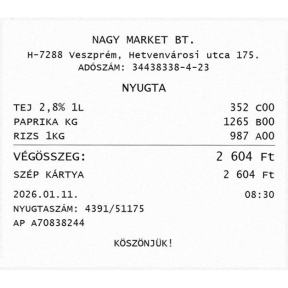 NAGY MARKET BT.
H-7288 Veszprém, Hetvenvárosi utca 175.
ADÓSZÁM: 34438338-4-23
NYUGTA
TEJ 2,8% 1L 352 C00
PAPRIKA KG 1265 B00
RIZS 1KG 987 A00
VÉGÖSSZEG: 2 604 Ft
SZÉP KÁRTYA 2 604 Ft
2026.01.11. 08:30
NYUGTASZÁM: 4391/51175
AP A70838244
KÖSZÖNJÜK!